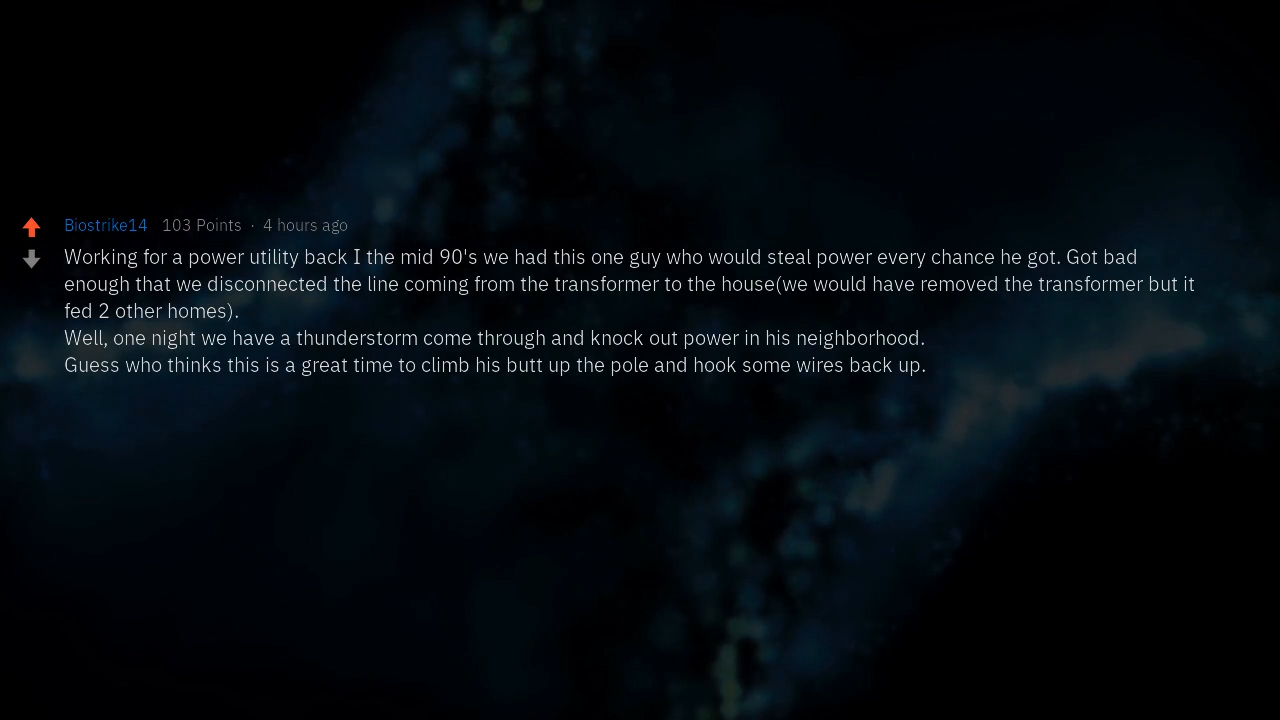 Biostrike14 103 Points · 4 hours ago
Working for a power utility back I the mid 90's we had this one guy who would steal power every chance he got. Got bad
enough that we disconnected the line coming from the transformer to the house(we would have removed the transformer but it
fed 2 other homes).
Well, one night we have a thunderstorm come through and knock out power in his neighborhood.
Guess who thinks this is a great time to climb his butt up the pole and hook some wires back up.